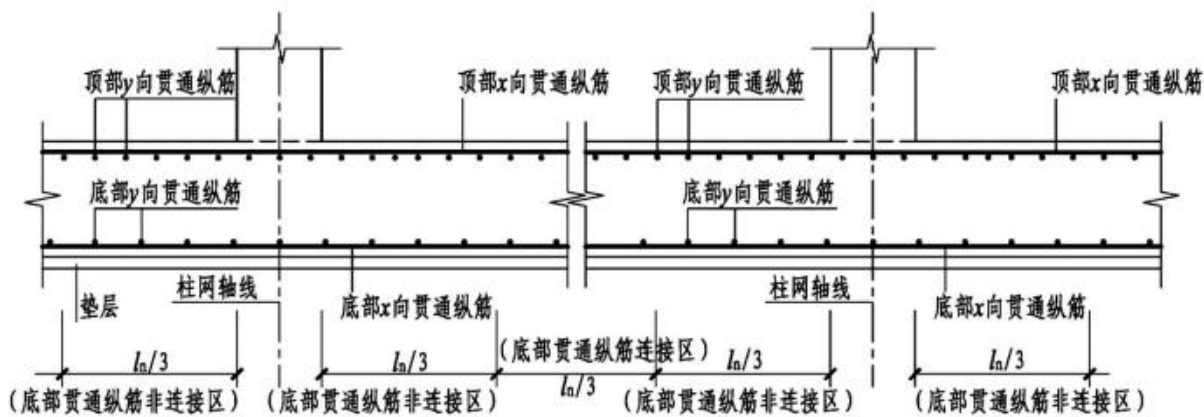 顶部y向贯通纵筋
顶部x向贯通纵筋
顶部y向贯通纵筋
顶部x向贯通纵筋
底部y向贯通纵筋
底部y向贯通纵筋
垫层
柱网轴线
底部x向贯通纵筋
柱网轴线
底部x向贯通纵筋
(底部贯通纵筋连接区)
ln/3
ln/3
ln/3
ln/3
ln/3
(底部贯通纵筋非连接区)
(底部贯通纵筋非连接区)
(底部贯通纵筋非连接区)
(底部贯通纵筋非连接区)